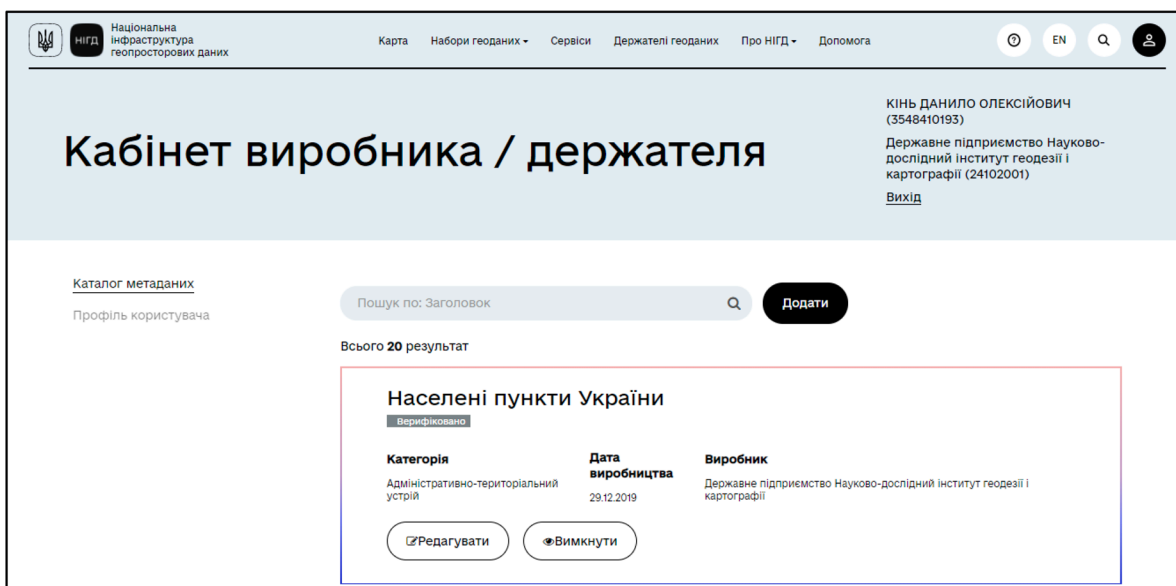 НІГД
Національна
інфраструктура
геопросторових даних
Карта
Набори геоданих
Сервіси
Держателі геоданих
Про НІГД
Допомога
EN
Кабінет виробника / держателя
КІНЬ ДАНИЛО ОЛЕКСІЙОВИЧ
(3548410193)
Державне підприємство Науково-
дослідний інститут геодезії і
картографії (24102001)
Вихід
Каталог метаданих
Профіль користувача
Пошук по: Заголовок
Додати
Всього 20 результат
Населені пункти України
Верифіковано
Категорія
Адміністративно-територіальний
устрій
Дата
виробництва
29.12.2019
Виробник
Державне підприємство Науково-дослідний інститут геодезії і
картографії
Редагувати
Вимкнути